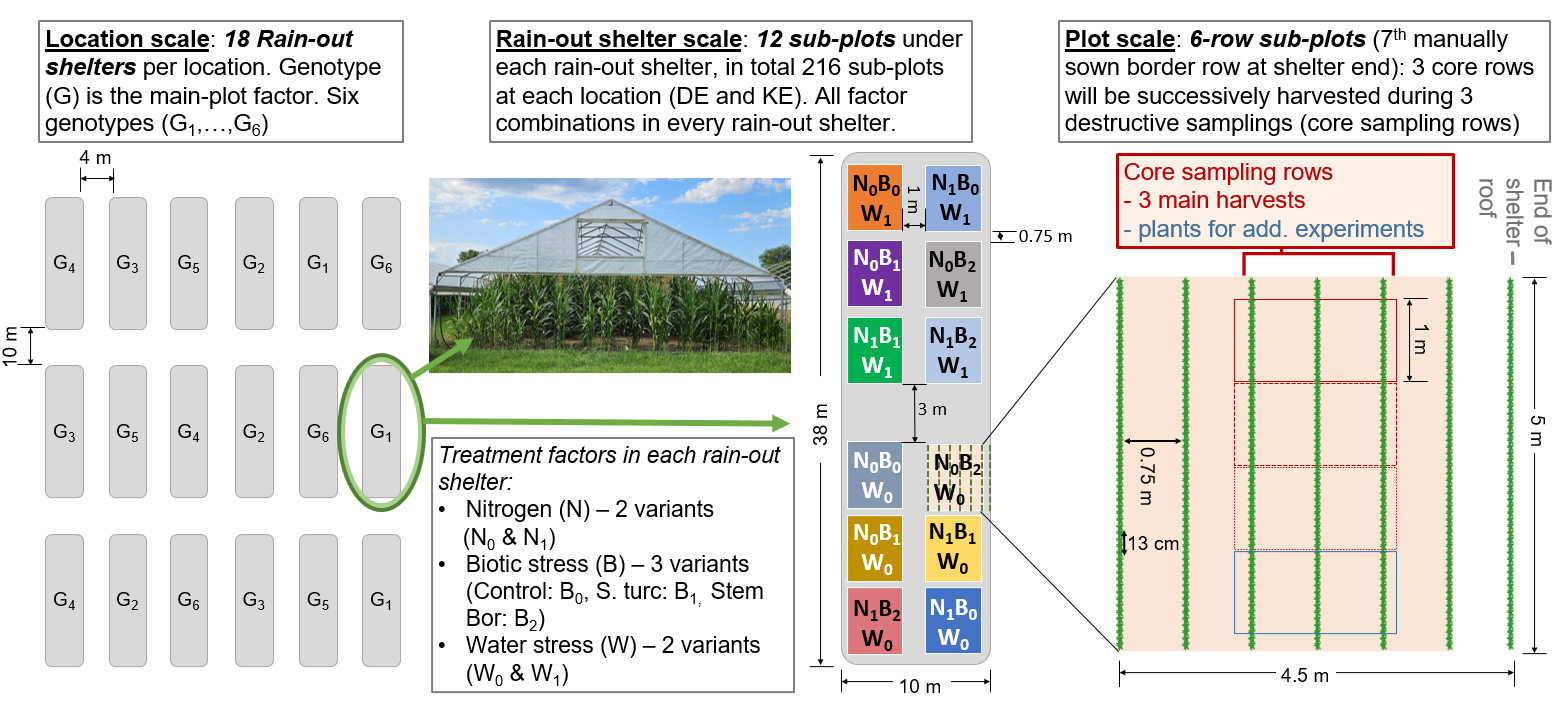 Location scale: 18 Rain-out
shelters per location. Genotype
(G) is the main-plot factor. Six
genotypes (G1,…,G6)
Rain-out shelter scale: 12 sub-plots under
each rain-out shelter, in total 216 sub-plots
at each location (DE and KE). All factor
combinations in every rain-out shelter.
Plot scale: 6-row sub-plots (7th manually
sown border row at shelter end): 3 core rows
will be successively harvested during 3
destructive samplings (core sampling rows)
4 m
G4 G3 G5 G2 G1 G6
10 m
G3 G5 G4 G2 G6 G1
G4 G2 G6 G3 G5 G1
Treatment factors in each rain-out
shelter:
• Nitrogen (N) – 2 variants
(N0 & N1)
• Biotic stress (B) – 3 variants
(Control: B0, S. turc: B1, Stem
Bor: B2)
• Water stress (W) – 2 variants
(W0 & W1)
38 m
N0B0
W1
1 m
N1B0
W1
0.75 m
N0B1
W1
N0B2
W1
N1B1
W1
N1B2
W1
3 m
N0B0
W0
N0B2
W0
N0B1
W0
N1B1
W0
N1B2
W0
N1B0
W0
10 m
Core sampling rows
- 3 main harvests
- plants for add. experiments
End of
shelter –
roof
1 m
0.75 m
13 cm
5 m
4.5 m